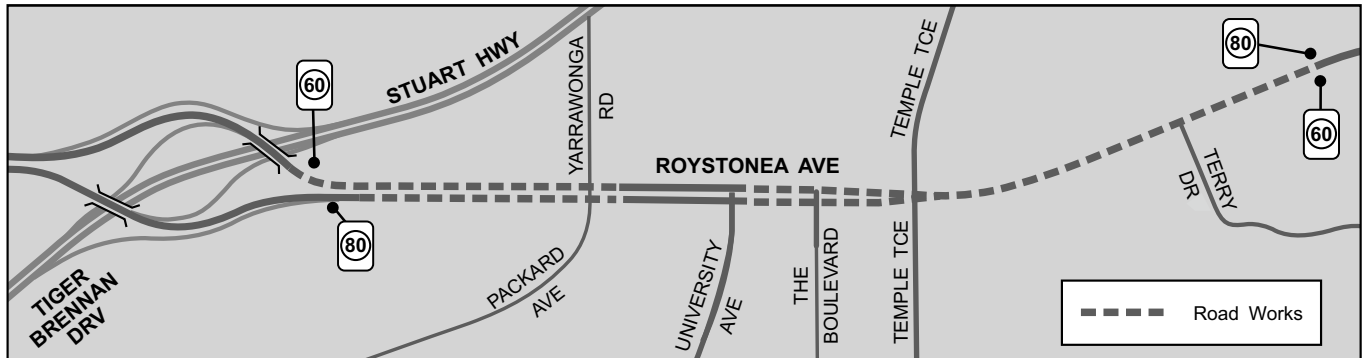 STUART HWY
60
YARRAWONGA
RD
TEMPLE TCE
80
60
ROYSTONEA AVE
TERRY
DR
80
TIGER
BRENNAN
DRV
PACKARD
AVE
UNIVERSITY
AVE
THE
BOULEVARD
TEMPLE TCE
Road Works